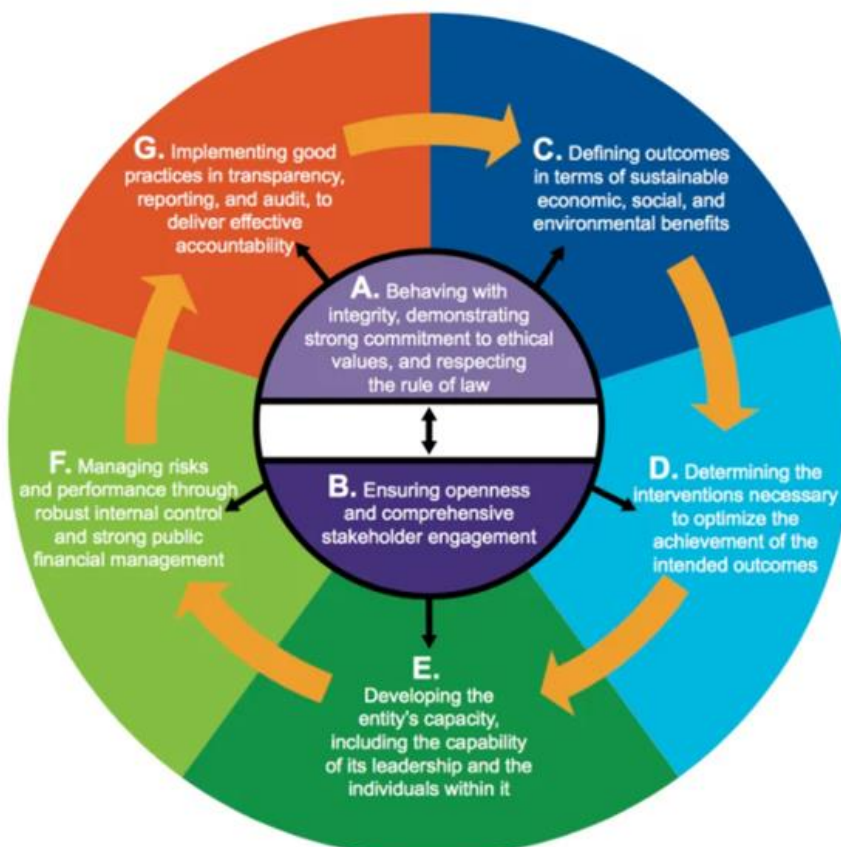 G. Implementing good
practices in transparency,
reporting, and audit, to
deliver effective
accountability
C. Defining outcomes
in terms of sustainable
economic, social, and
environmental benefits
A. Behaving with
integrity, demonstrating
strong commitment to ethical
values, and respecting
the rule of law
F. Managing risks
and performance through
robust internal control
and strong public
financial management
B. Ensuring openness
and comprehensive
stakeholder engagement
D. Determining the
interventions necessary
to optimize the
achievement of the
intended outcomes
E.
Developing the
entity's capacity,
including the capability
of its leadership and the
individuals within it